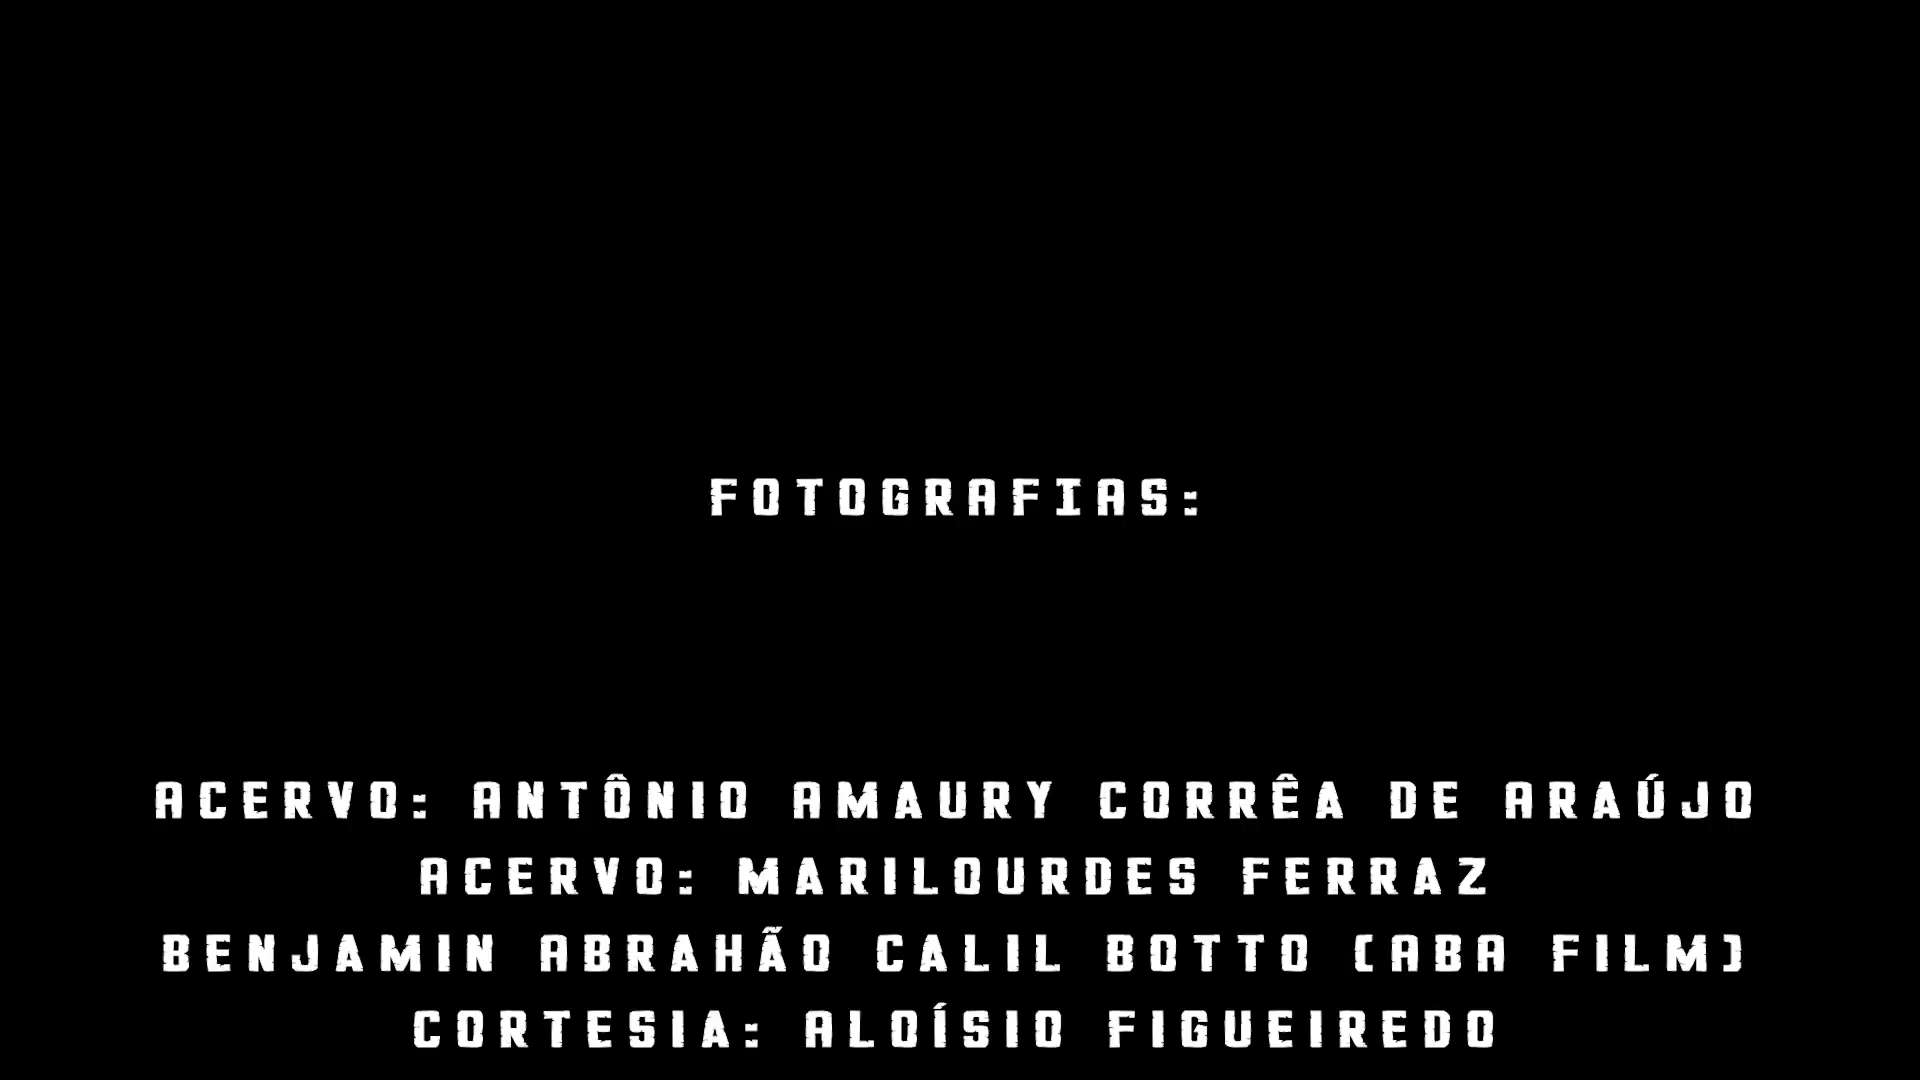 FOTOGRAFIAS:
ACERVO: ANTÔNIO AMAURY CORRÊA DE ARAÚJO
ACERVO: MARILOURDES FERRAZ
BENJAMIN ABRAHÃO CALIL BOTTO (ABA FILM)
CORTESIA: ALOÍSIO FIGUEIREDO